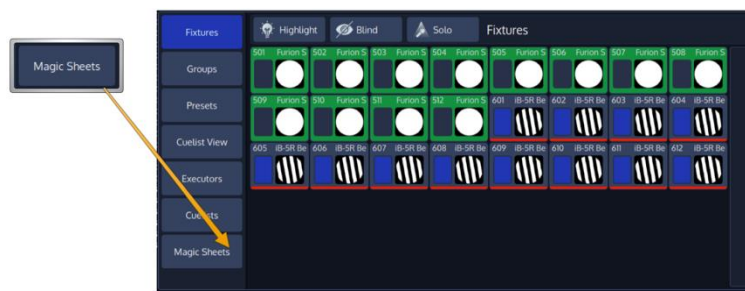 Magic Sheets
Fixtures
Groups
Presets
Cuelist View
Executors
Magic Sheets
Highlight Blind Solo Fixtures
501 Furion S 502 Furion S 503 Furion S 504 Furion S 505 Furion S 506 Furion S 507 Furion S 508 Furion S
509 Furion S 510 Furion S 511 Furion S 512 Furion S 601 iB-5R Be 602 iB-5R Be 603 iB-5R Be 604 iB-5R Be
605 iB-5R Be 606 iB-5R Be 607 iB-5R Be 608 iB-5R Be 609 iB-5R Be 610 iB-5R Be 611 iB-5R Be 612 iB-5R Be